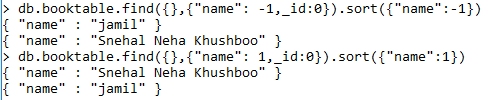 > db.booktable.find({},{"name": -1,_id:0}).sort({"name":-1})
{ "name" : "jamil" }
{ "name" : "Snehal Neha Khushboo" }
> db.booktable.find({},{"name": 1,_id:0}).sort({"name":1})
{ "name" : "Snehal Neha Khushboo" }
{ "name" : "jamil" }